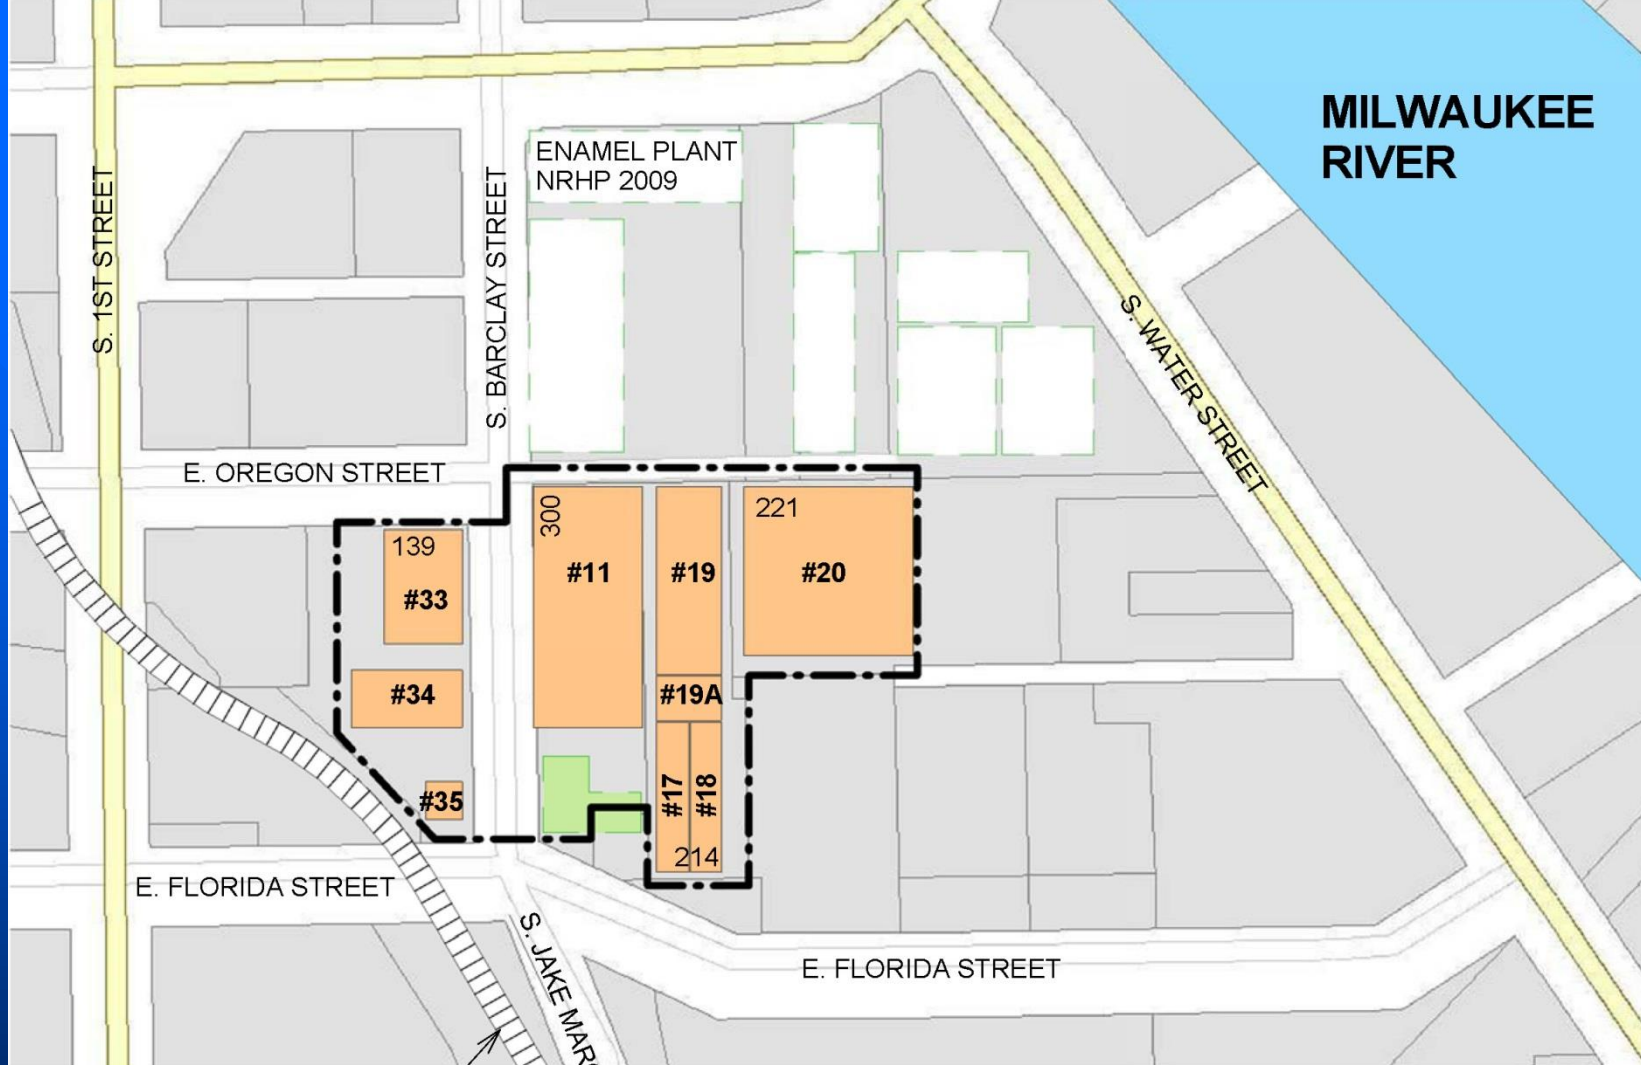 MILWAUKEE
RIVER
ENAMEL PLANT
NRHP 2009
S. 1ST STREET
S. BARCLAY STREET
S. WATER STREET
E. OREGON STREET
300
221
139
#11
#19
#20
#33
#34
#19A
#35
#17
#18
214
E. FLORIDA STREET
E. FLORIDA STREET
S. JAKE